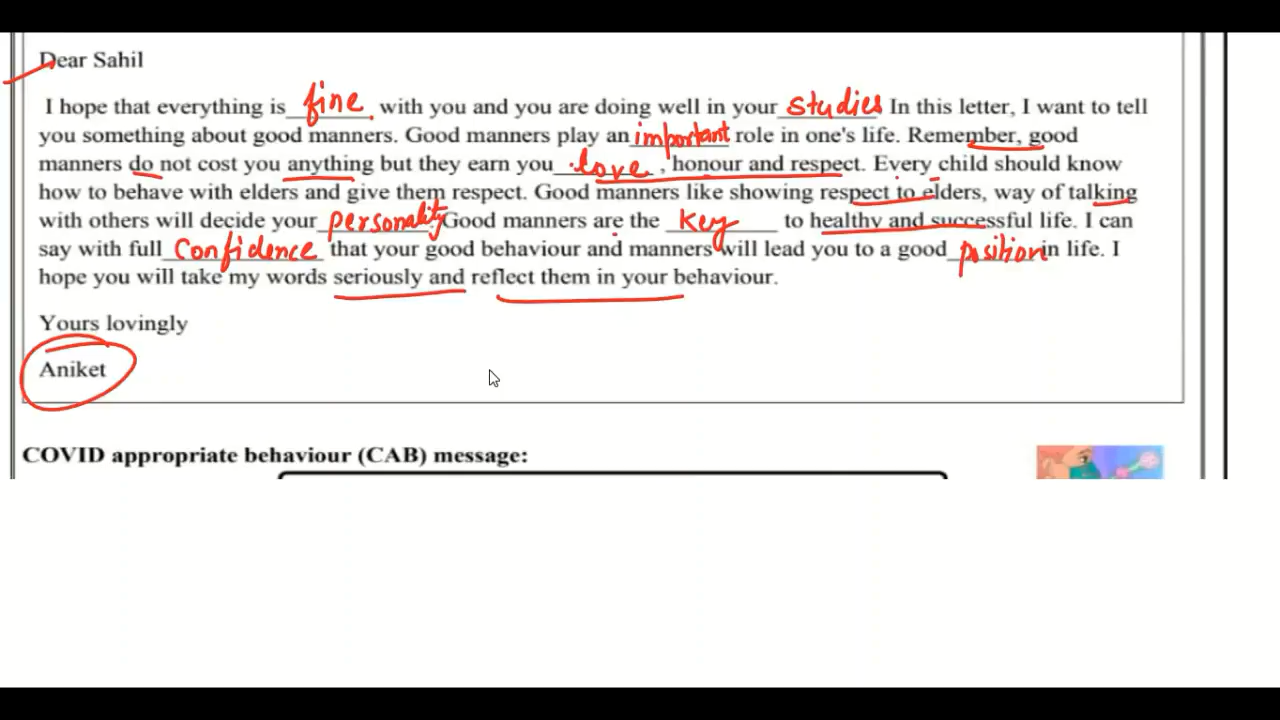 Dear Sahil
I hope that everything is fine with you and you are doing well in your studies In this letter, I want to tell
you something about good manners. Good manners play an important role in one's life. Remember, good
manners do not cost you anything but they earn you love, honour and respect. Every child should know
how to behave with elders and give them respect. Good manners like showing respect to elders, way of talking
with others will decide your personality. Good manners are the key to healthy and successful life. I can
say with full confidence that your good behaviour and manners will lead you to a good position in life. I
hope you will take my words seriously and reflect them in your behaviour.
Yours lovingly
Aniket
COVID appropriate behaviour (CAB) message: